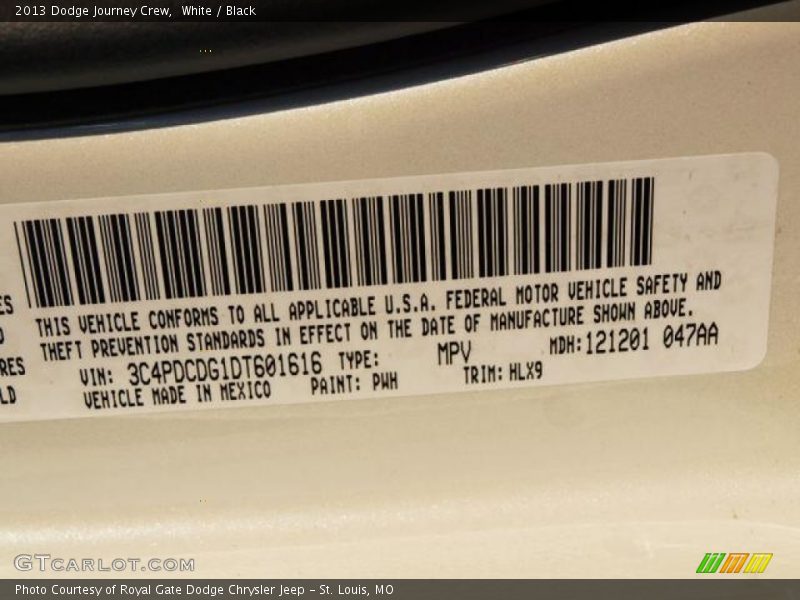 2013 Dodge Journey Crew,  White / Black
ES
THIS VEHICLE CONFORMS TO ALL APPLICABLE U.S.A. FEDERAL MOTOR VEHICLE SAFETY AND
THEFT PREVENTION STANDARDS IN EFFECT ON THE DATE OF MANUFACTURE SHOWN ABOVE.
RES
VIN: 3C4PDCDG1DT601616 TYPE: MPV MDH:121201 047AA
LD
VEHICLE MADE IN MEXICO PAINT: PWH TRIM: HLX9
GTCARLOT.COM
Photo Courtesy of Royal Gate Dodge Chrysler Jeep – St. Louis, MO